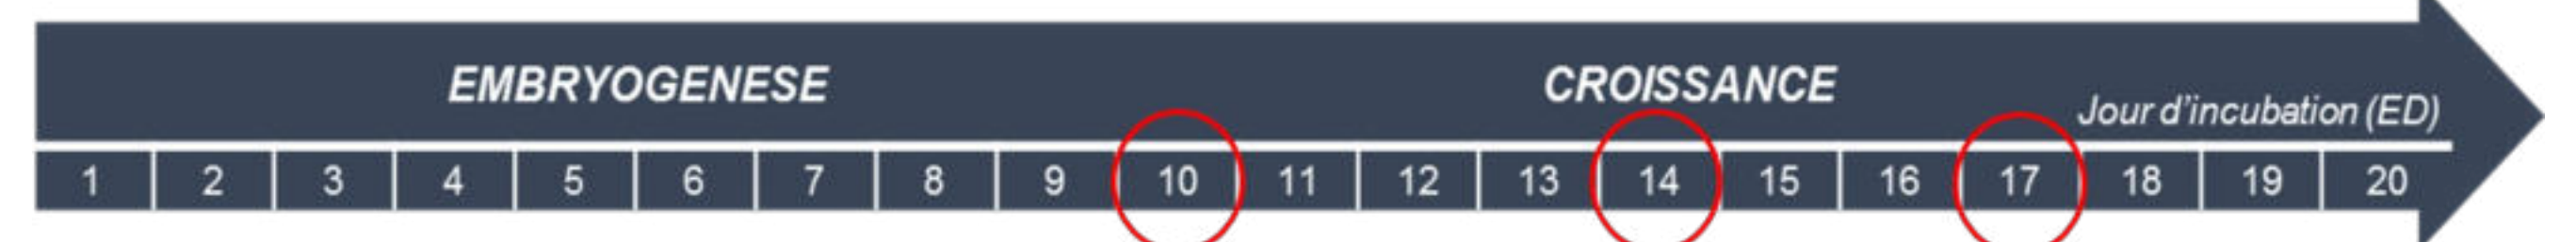 EMBRYOGENESE CROISSANCE
Jour d'incubation (ED)
1 2 3 4 5 6 7 8 9 10 11 12 13 14 15 16 17 18 19 20